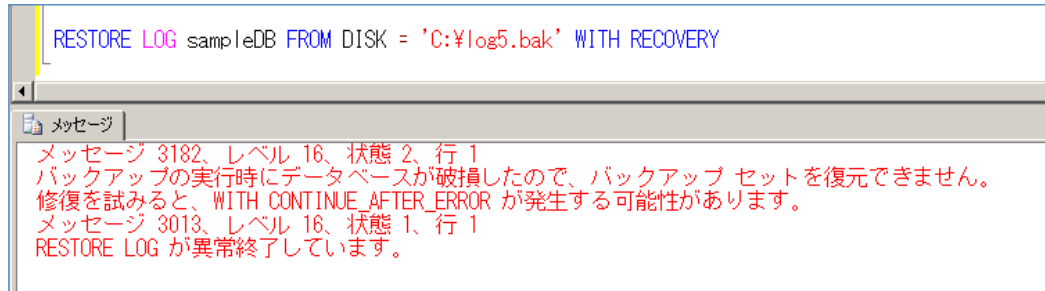 RESTORE LOG sampleDB FROM DISK = 'C:¥log5.bak' WITH RECOVERY
メッセージ
メッセージ 3182、レベル 16、状態 2、行 1
バックアップの実行時にデータベースが破損したので、バックアップ セットを復元できません。
修復を試みると、WITH CONTINUE_AFTER_ERROR が発生する可能性があります。
メッセージ 3013、レベル 16、状態 1、行 1
RESTORE LOG が異常終了しています。